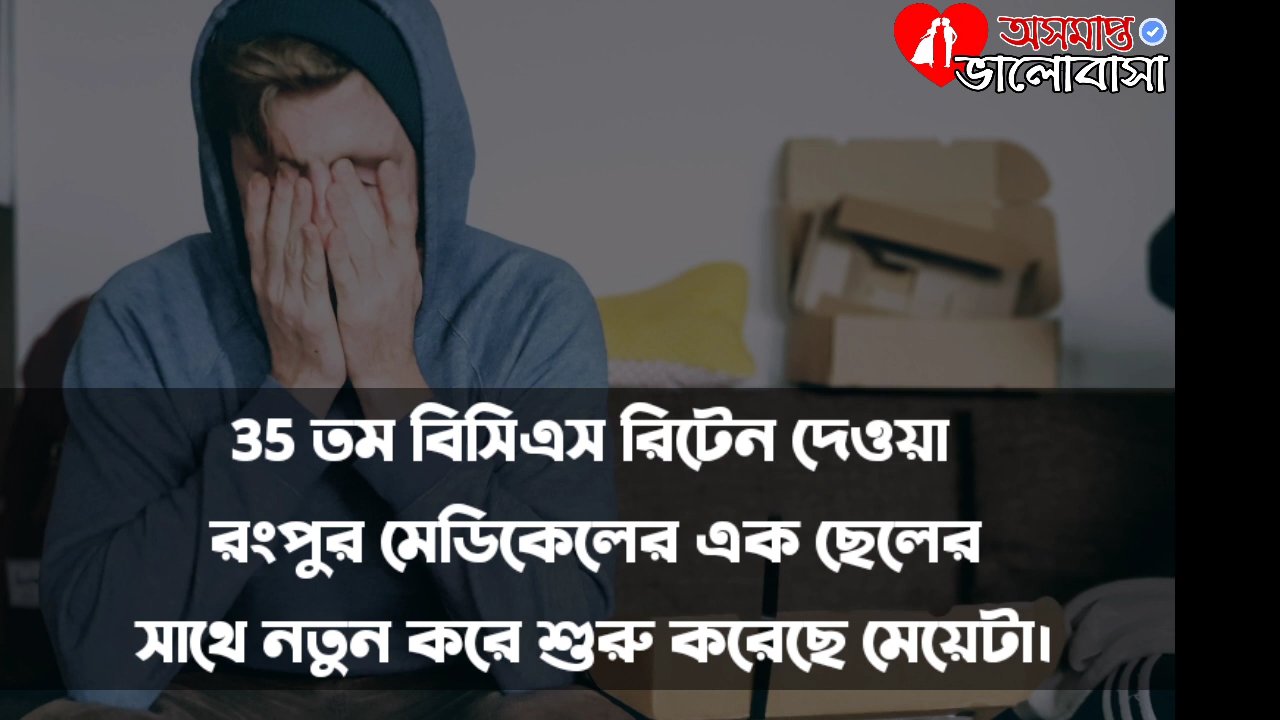 অসমাপ্ত
ভালোবাসা
35 তম বিসিএস রিটেন দেওয়া
রংপুর মেডিকেলের এক ছেলের
সাথে নতুন করে শুরু করেছে মেয়েটা।